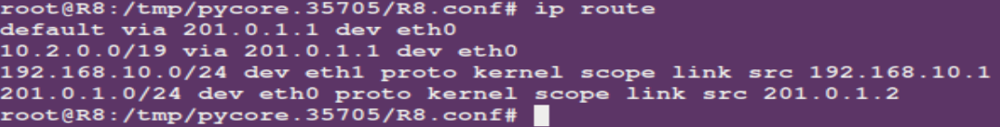 root@R8:/tmp/pycore.35705/R8.conf# ip route
default via 201.0.1.1 dev eth0
10.2.0.0/19 via 201.0.1.1 dev eth0
192.168.10.0/24 dev eth1 proto kernel scope link src 192.168.10.1
201.0.1.0/24 dev eth0 proto kernel scope link src 201.0.1.2
root@R8:/tmp/pycore.35705/R8.conf#